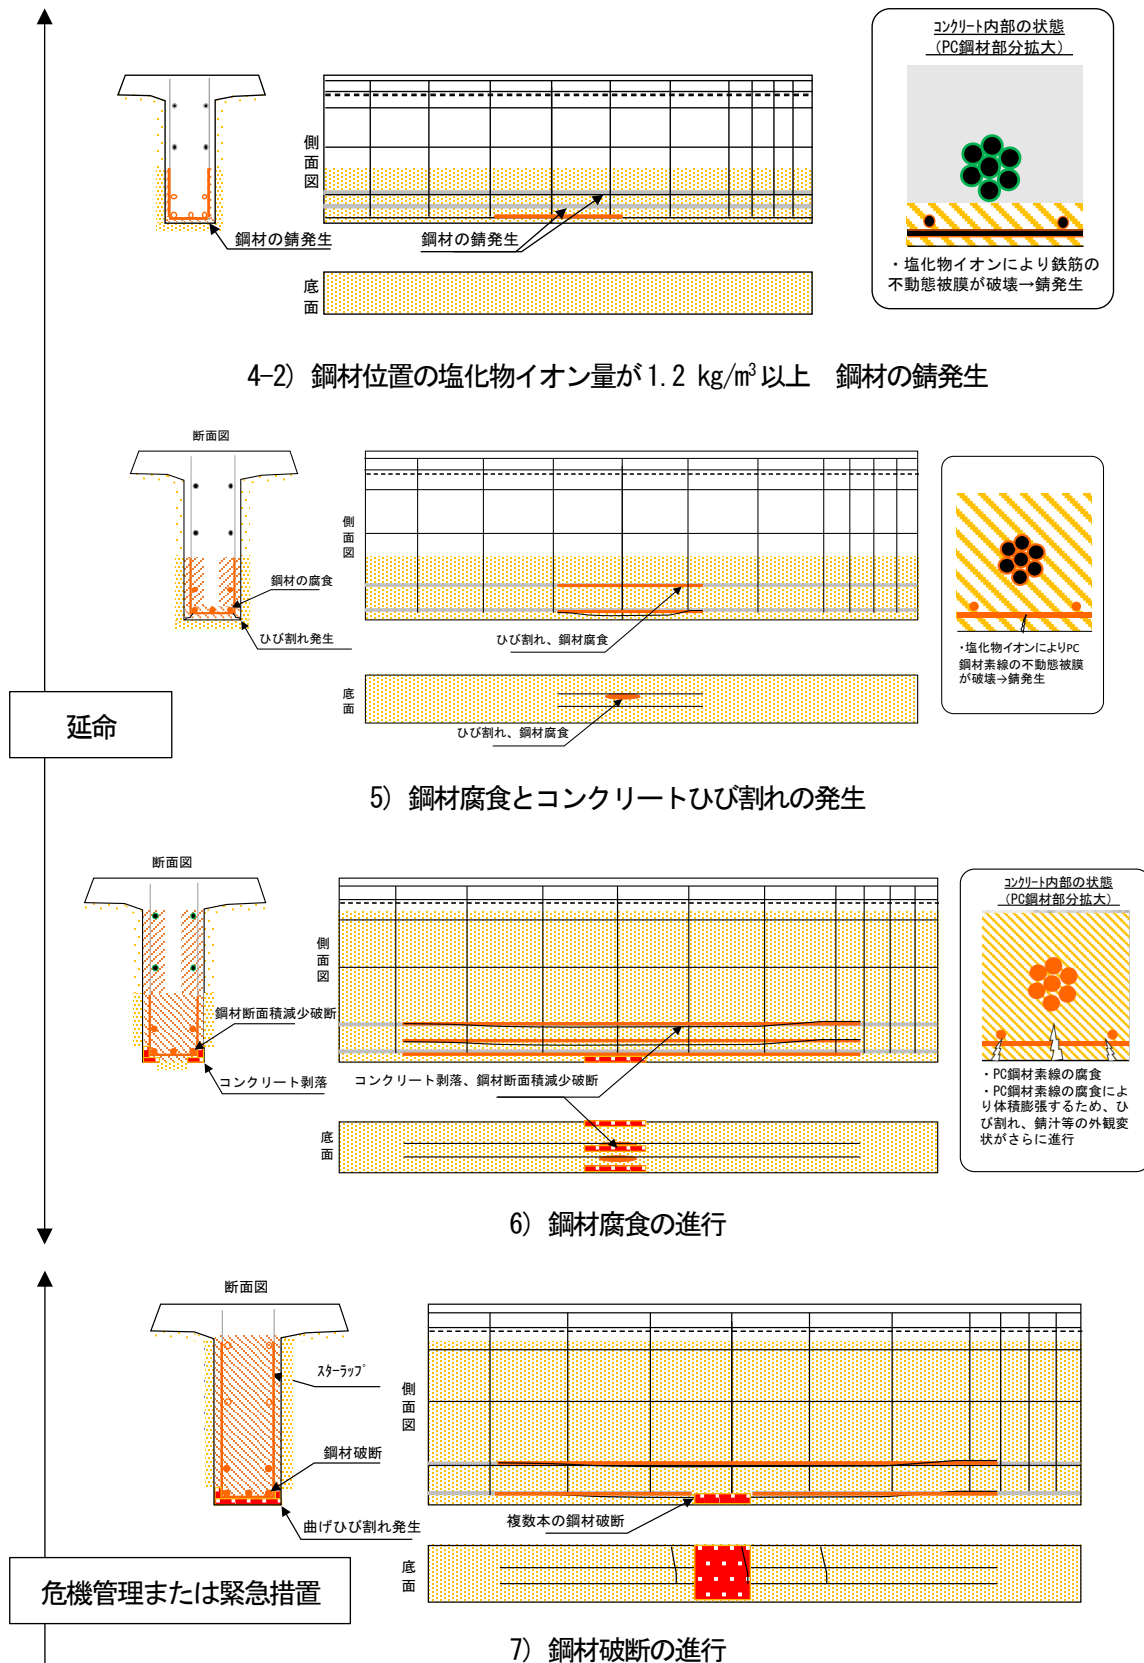 コンクリート内部の状態
(PC鋼材部分拡大)
側面図
鋼材の錆発生
鋼材の錆発生
・塩化物イオンにより鉄筋の
不動態被膜が破壊→錆発生
底面
4-2) 鋼材位置の塩化物イオン量が1.2 kg/m³以上 鋼材の錆発生
断面図
側面図
鋼材の腐食
ひび割れ発生
ひび割れ、鋼材腐食
・塩化物イオンによりPC
鋼材素線の不動態被膜
が破壊→錆発生
底面
ひび割れ、鋼材腐食
延命
5) 鋼材腐食とコンクリートひび割れの発生
断面図
コンクリート内部の状態
(PC鋼材部分拡大)
側面図
鋼材断面積減少破断
コンクリート剥落
コンクリート剥落、鋼材断面積減少破断
・PC鋼材素線の腐食
・PC鋼材素線の腐食によ
り体積膨張するため、ひ
び割れ、錆汁等の外観変
状がさらに進行
底面
6) 鋼材腐食の進行
断面図
スターラップ
側面図
鋼材破断
複数本の鋼材破断
曲げひび割れ発生
底面
危機管理または緊急措置
7) 鋼材破断の進行